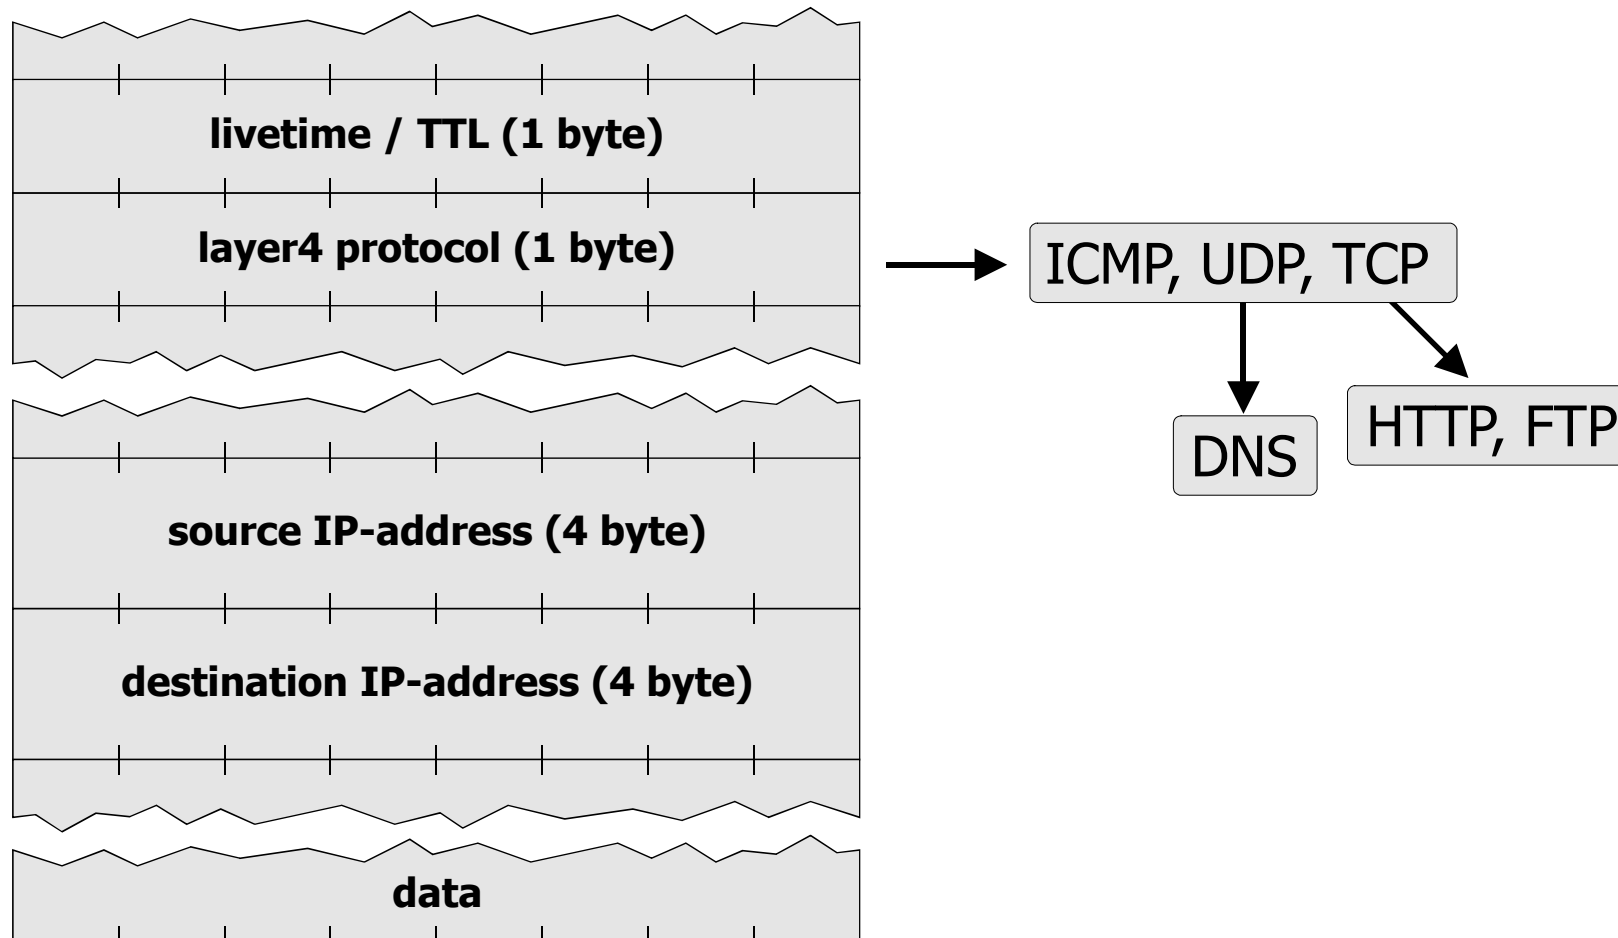 livetime / TTL (1 byte)
layer4 protocol (1 byte)
ICMP, UDP, TCP
DNS
HTTP, FTP
source IP-address (4 byte)
destination IP-address (4 byte)
data